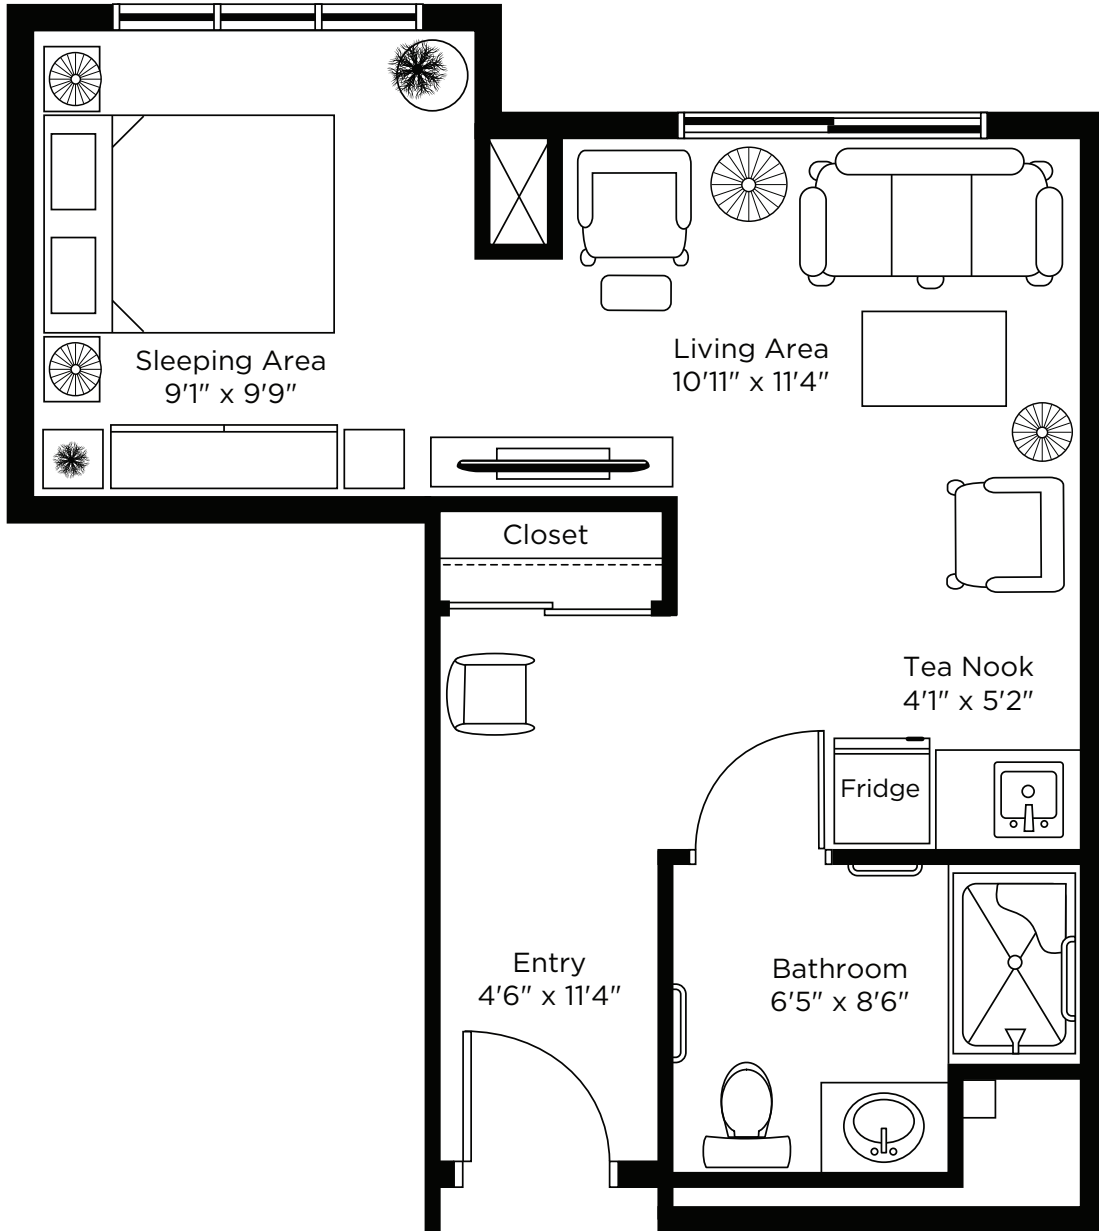 Sleeping Area
9'1" x 9'9"
Living Area
10'11" x 11'4"
Closet
Tea Nook
4'1" x 5'2"
Fridge
Entry
4'6" x 11'4"
Bathroom
6'5" x 8'6"